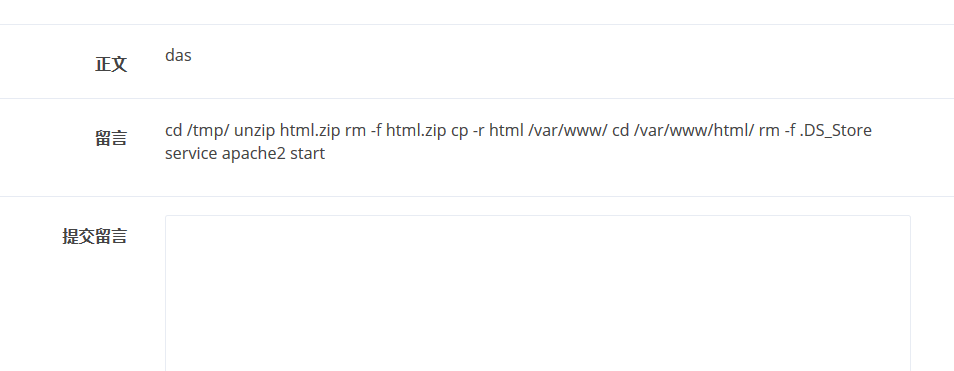 正文
das
留言
cd /tmp/ unzip html.zip rm -f html.zip cp -r html /var/www/ cd /var/www/html/ rm -f .DS_Store
service apache2 start
提交留言